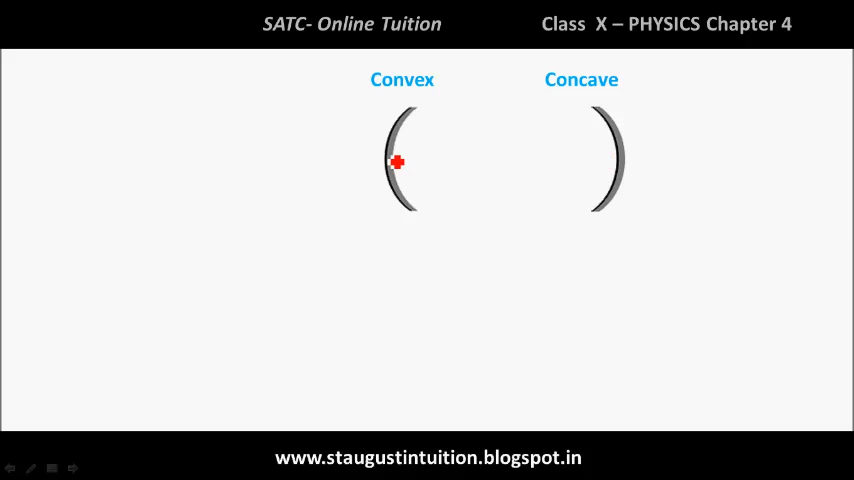 SATC- Online Tuition
Class X – PHYSICS Chapter 4
Convex
Concave
www.staugustintuition.blogspot.in